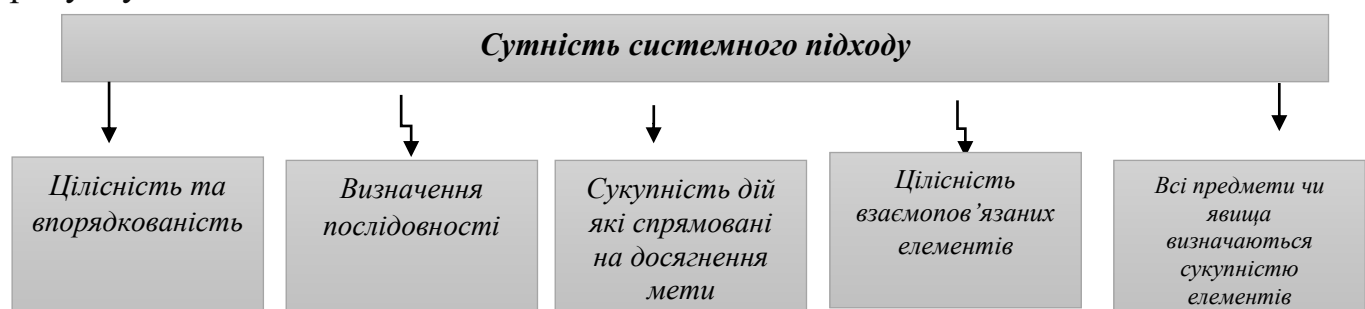 Сутність системного підходу
Цілісність та
впорядкованість
Визначення
послідовності
Сукупність дій
які спрямовані
на досягнення
мети
Цілісність
взаємопов’язаних
елементів
Всі предмети чи
явища
визначаються
сукупністю
елементів